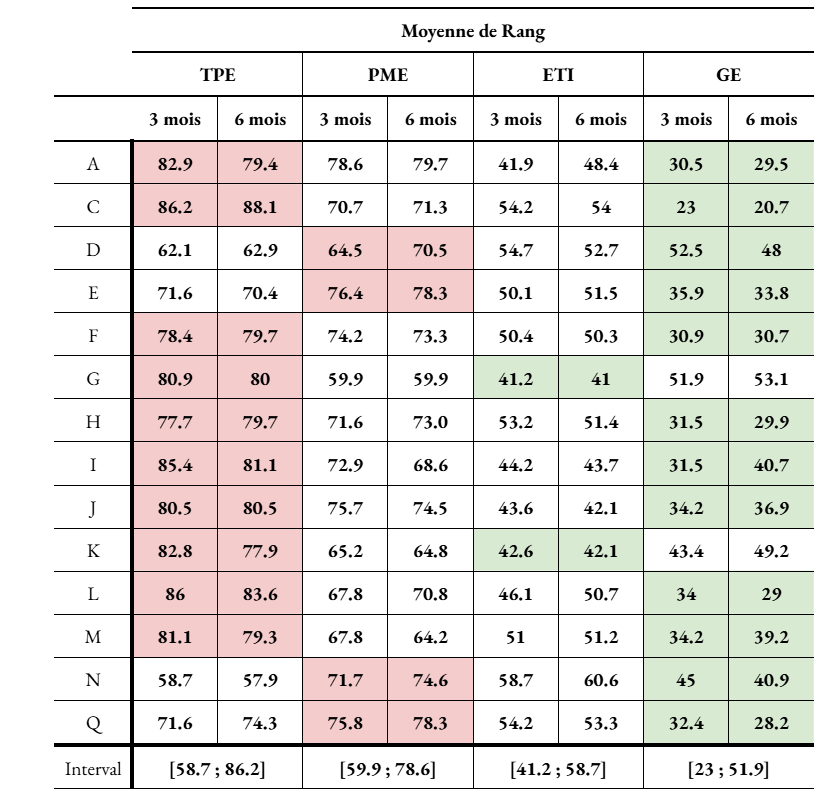 Moyenne de Rang
TPE PME ETI GE
3 mois 6 mois 3 mois 6 mois 3 mois 6 mois 3 mois 6 mois
A 82.9 79.4 78.6 79.7 41.9 48.4 30.5 29.5
C 86.2 88.1 70.7 71.3 54.2 54 23 20.7
D 62.1 62.9 64.5 70.5 54.7 52.7 52.5 48
E 71.6 70.4 76.4 78.3 50.1 51.5 35.9 33.8
F 78.4 79.7 74.2 73.3 50.4 50.3 30.9 30.7
G 80.9 80 59.9 59.9 41.2 41 51.9 53.1
H 77.7 79.7 71.6 73.0 53.2 51.4 31.5 29.9
I 85.4 81.1 72.9 68.6 44.2 43.7 31.5 40.7
J 80.5 80.5 75.7 74.5 43.6 42.1 34.2 36.9
K 82.8 77.9 65.2 64.8 42.6 42.1 43.4 49.2
L 86 83.6 67.8 70.8 46.1 50.7 34 29
M 81.1 79.3 67.8 64.2 51 51.2 34.2 39.2
N 58.7 57.9 71.7 74.6 58.7 60.6 45 40.9
Q 71.6 74.3 75.8 78.3 54.2 53.3 32.4 28.2
Interval [58.7 ; 86.2] [59.9 ; 78.6] [41.2 ; 58.7] [23 ; 51.9]